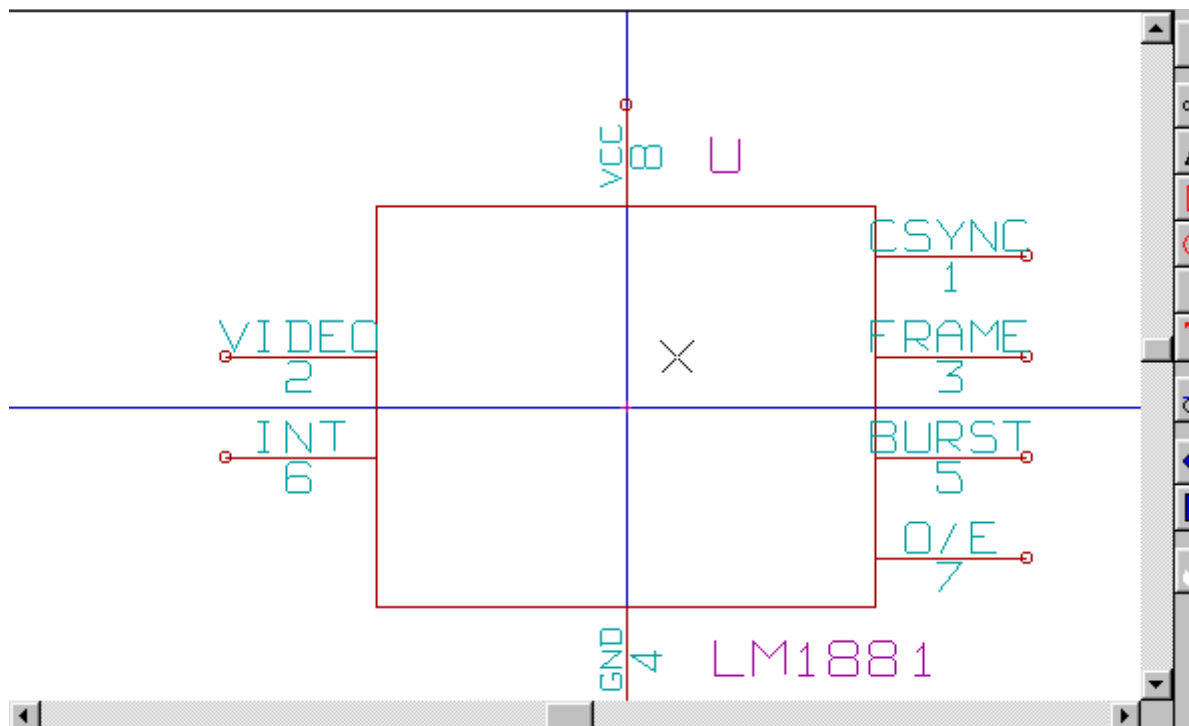 VCC
8
U
CSYNC
1
VIDEO
2
FRAME
3
INT
6
BURST
5
O/E
7
GND
4
LM1881